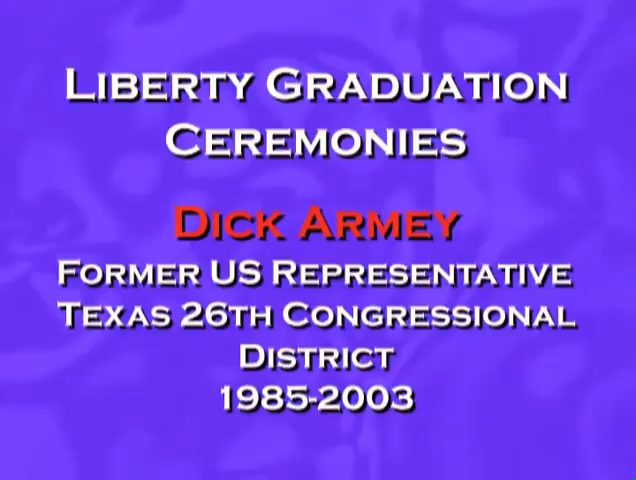 Liberty Graduation
Ceremonies
Dick Armey
Former US Representative
Texas 26th Congressional
District
1985-2003